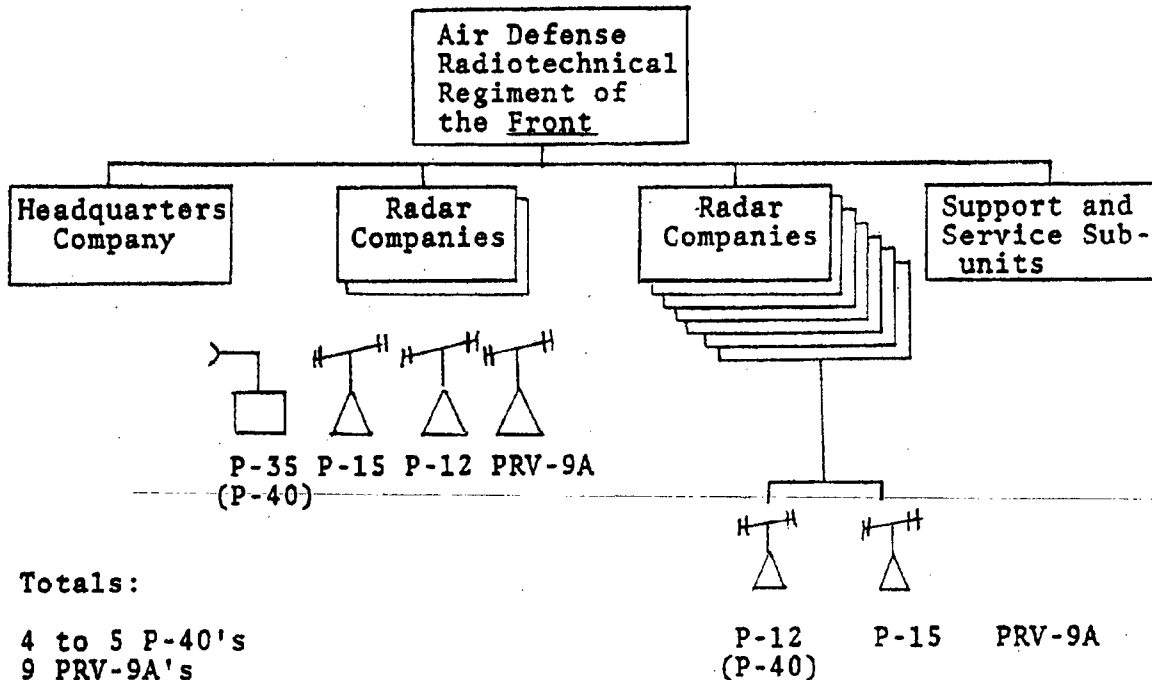 Air Defense
Radiotechnical
Regiment of
the Front
Headquarters
Company
Radar
Companies
Radar
Companies
Support and
Service Sub-
units
P-35 P-15 P-12 PRV-9A
(P-40)
P-12 P-15 PRV-9A
(P-40)
Totals:
4 to 5 P-40's
9 PRV-9A's